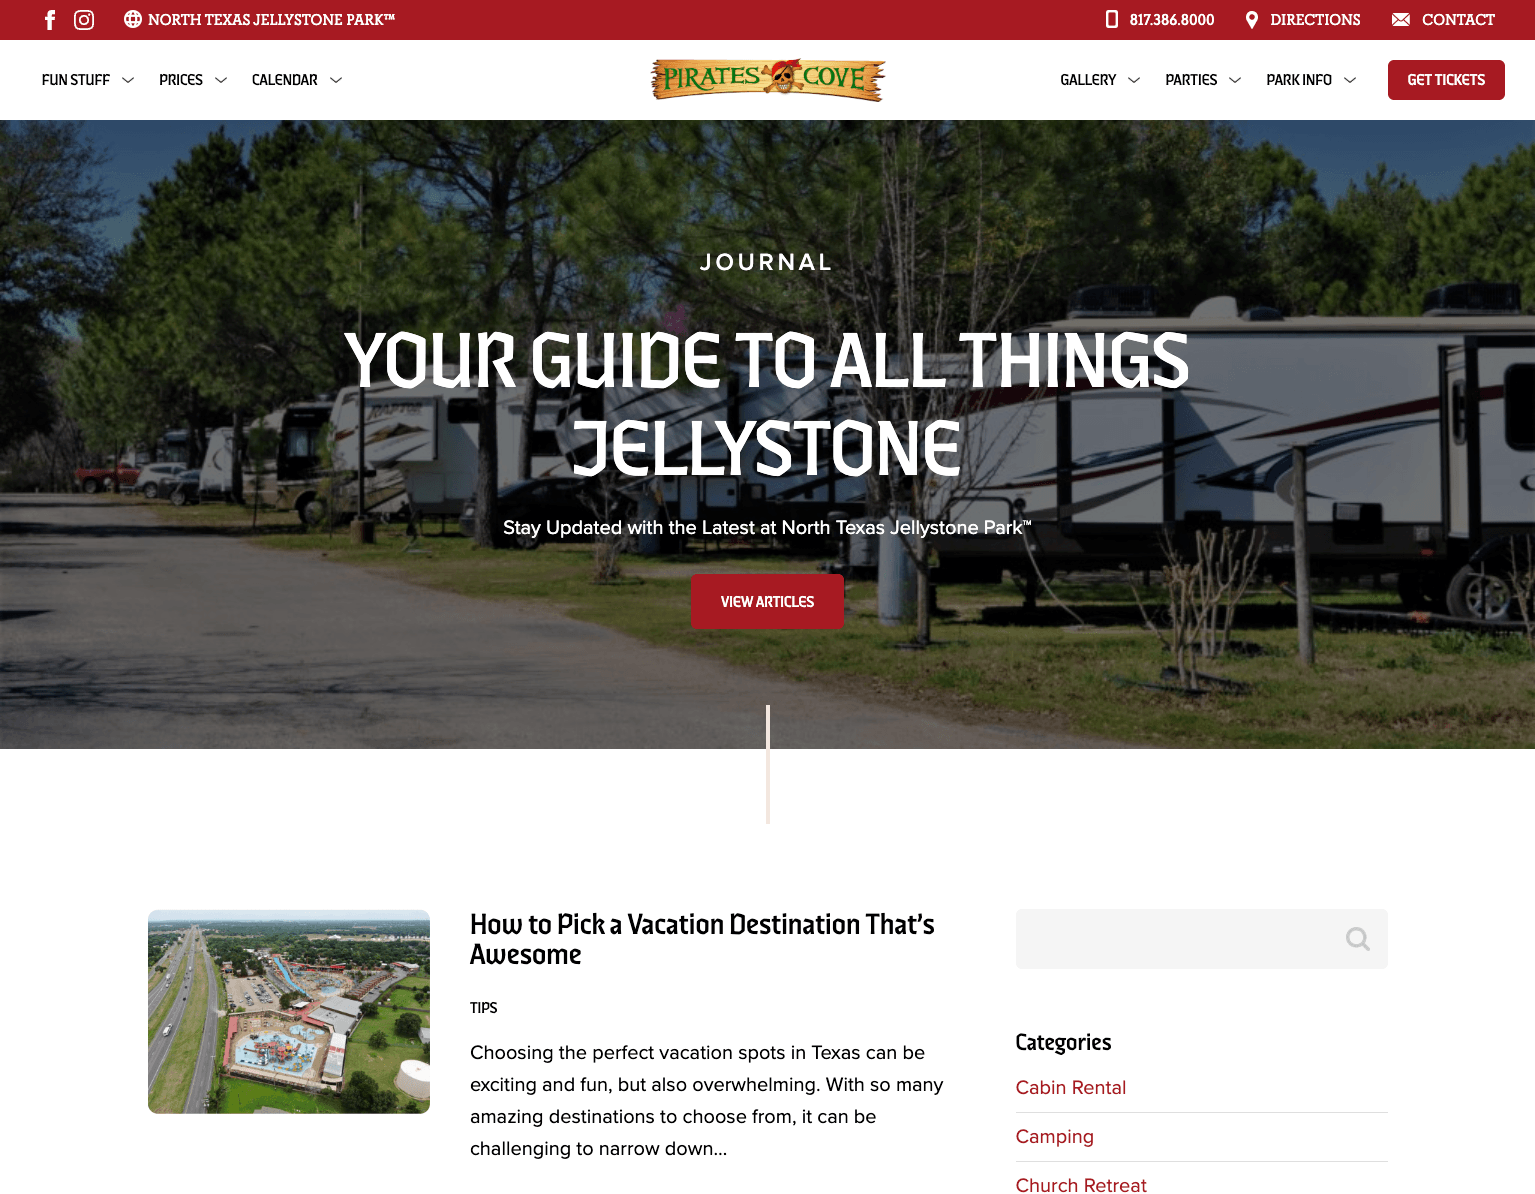 NORTH TEXAS JELLYSTONE PARK™
817.386.8000
DIRECTIONS
CONTACT
FUN STUFF
PRICES
CALENDAR
PIRATES COVE
GALLERY
PARTIES
PARK INFO
GET TICKETS
JOURNAL
YOUR GUIDE TO ALL THINGS
JELLYSTONE
RAPTOR
Stay Updated with the Latest at North Texas Jellystone Park™
VIEW ARTICLES
How to Pick a Vacation Destination That's
Awesome
TIPS
Choosing the perfect vacation spots in Texas can be
exciting and fun, but also overwhelming. With so many
amazing destinations to choose from, it can be
challenging to narrow down...
Categories
Cabin Rental
Camping
Church Retreat